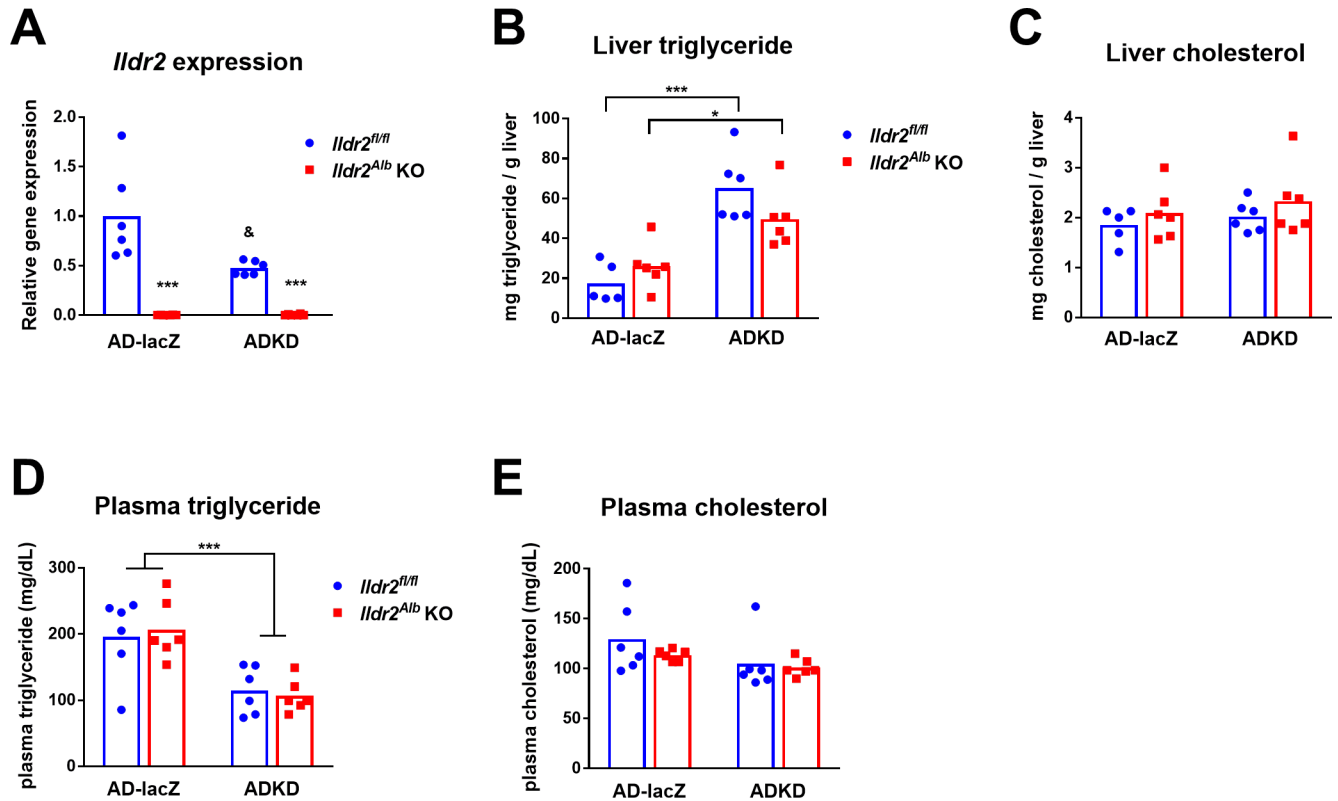 A
Ildr2 expression
Relative gene expression
2.0
1.5
1.0
0.5
0.0
&
***
***
AD-lacZ
ADKD
Ildr2fl/fl
Ildr2Alb KO
B
Liver triglyceride
mg triglyceride / g liver
100
80
60
40
20
0
***
*
AD-lacZ
ADKD
Ildr2fl/fl
Ildr2Alb KO
C
Liver cholesterol
mg cholesterol / g liver
4
3
2
1
0
AD-lacZ
ADKD
D
Plasma triglyceride
plasma triglyceride (mg/dL)
300
200
100
0
***
AD-lacZ
ADKD
Ildr2fl/fl
Ildr2Alb KO
E
Plasma cholesterol
plasma cholesterol (mg/dL)
200
150
100
50
0
AD-lacZ
ADKD